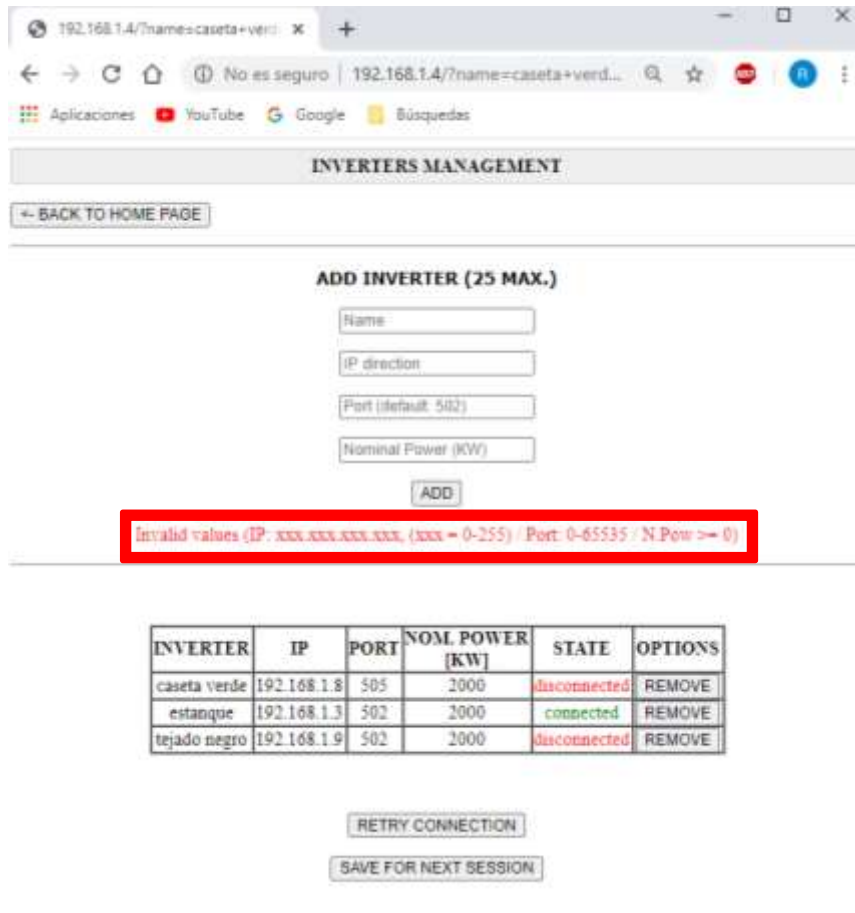 192.168.1.4/?name=caseta+verd
No es seguro | 192.168.1.4/?name=caseta+verd...
Aplicaciones YouTube Google Búsquedas
INVERTERS MANAGEMENT
<- BACK TO HOME PAGE
ADD INVERTER (25 MAX.)
Name
IP direction
Port (default: 502)
Nominal Power (KW)
ADD
Invalid values (IP: xxx.xxx.xxx.xxx, (xxx = 0-255) / Port: 0-65535 / N.Pow >= 0)
INVERTER IP PORT NOM. POWER [KW] STATE OPTIONS
caseta verde 192.168.1.8 505 2000 disconnected REMOVE
estanque 192.168.1.3 502 2000 connected REMOVE
tejado negro 192.168.1.9 502 2000 disconnected REMOVE
RETRY CONNECTION
SAVE FOR NEXT SESSION